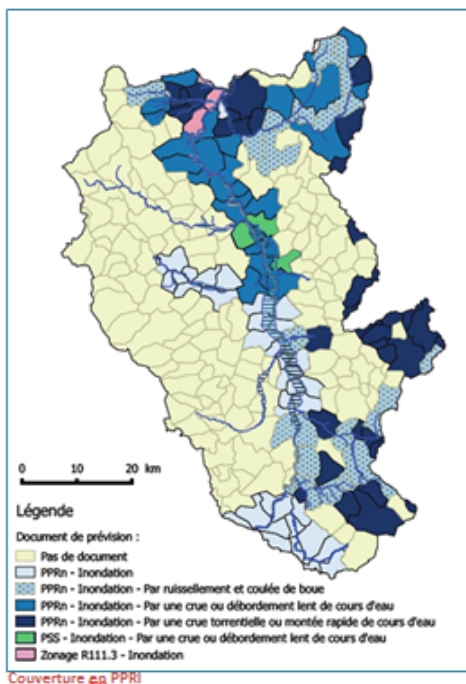 0 10 20 km
Légende
Document de prévision :
Pas de document
PPRn - Inondation
PPRn - Inondation - Par ruissellement et coulée de boue
PPRn - Inondation - Par une crue ou débordement lent de cours d'eau
PPRn - Inondation - Par une crue torrentielle ou montée rapide de cours d'eau
PSS - Inondation - Par une crue ou débordement lent de cours d'eau
Zonage R111.3 - Inondation
Couverture en PPRI